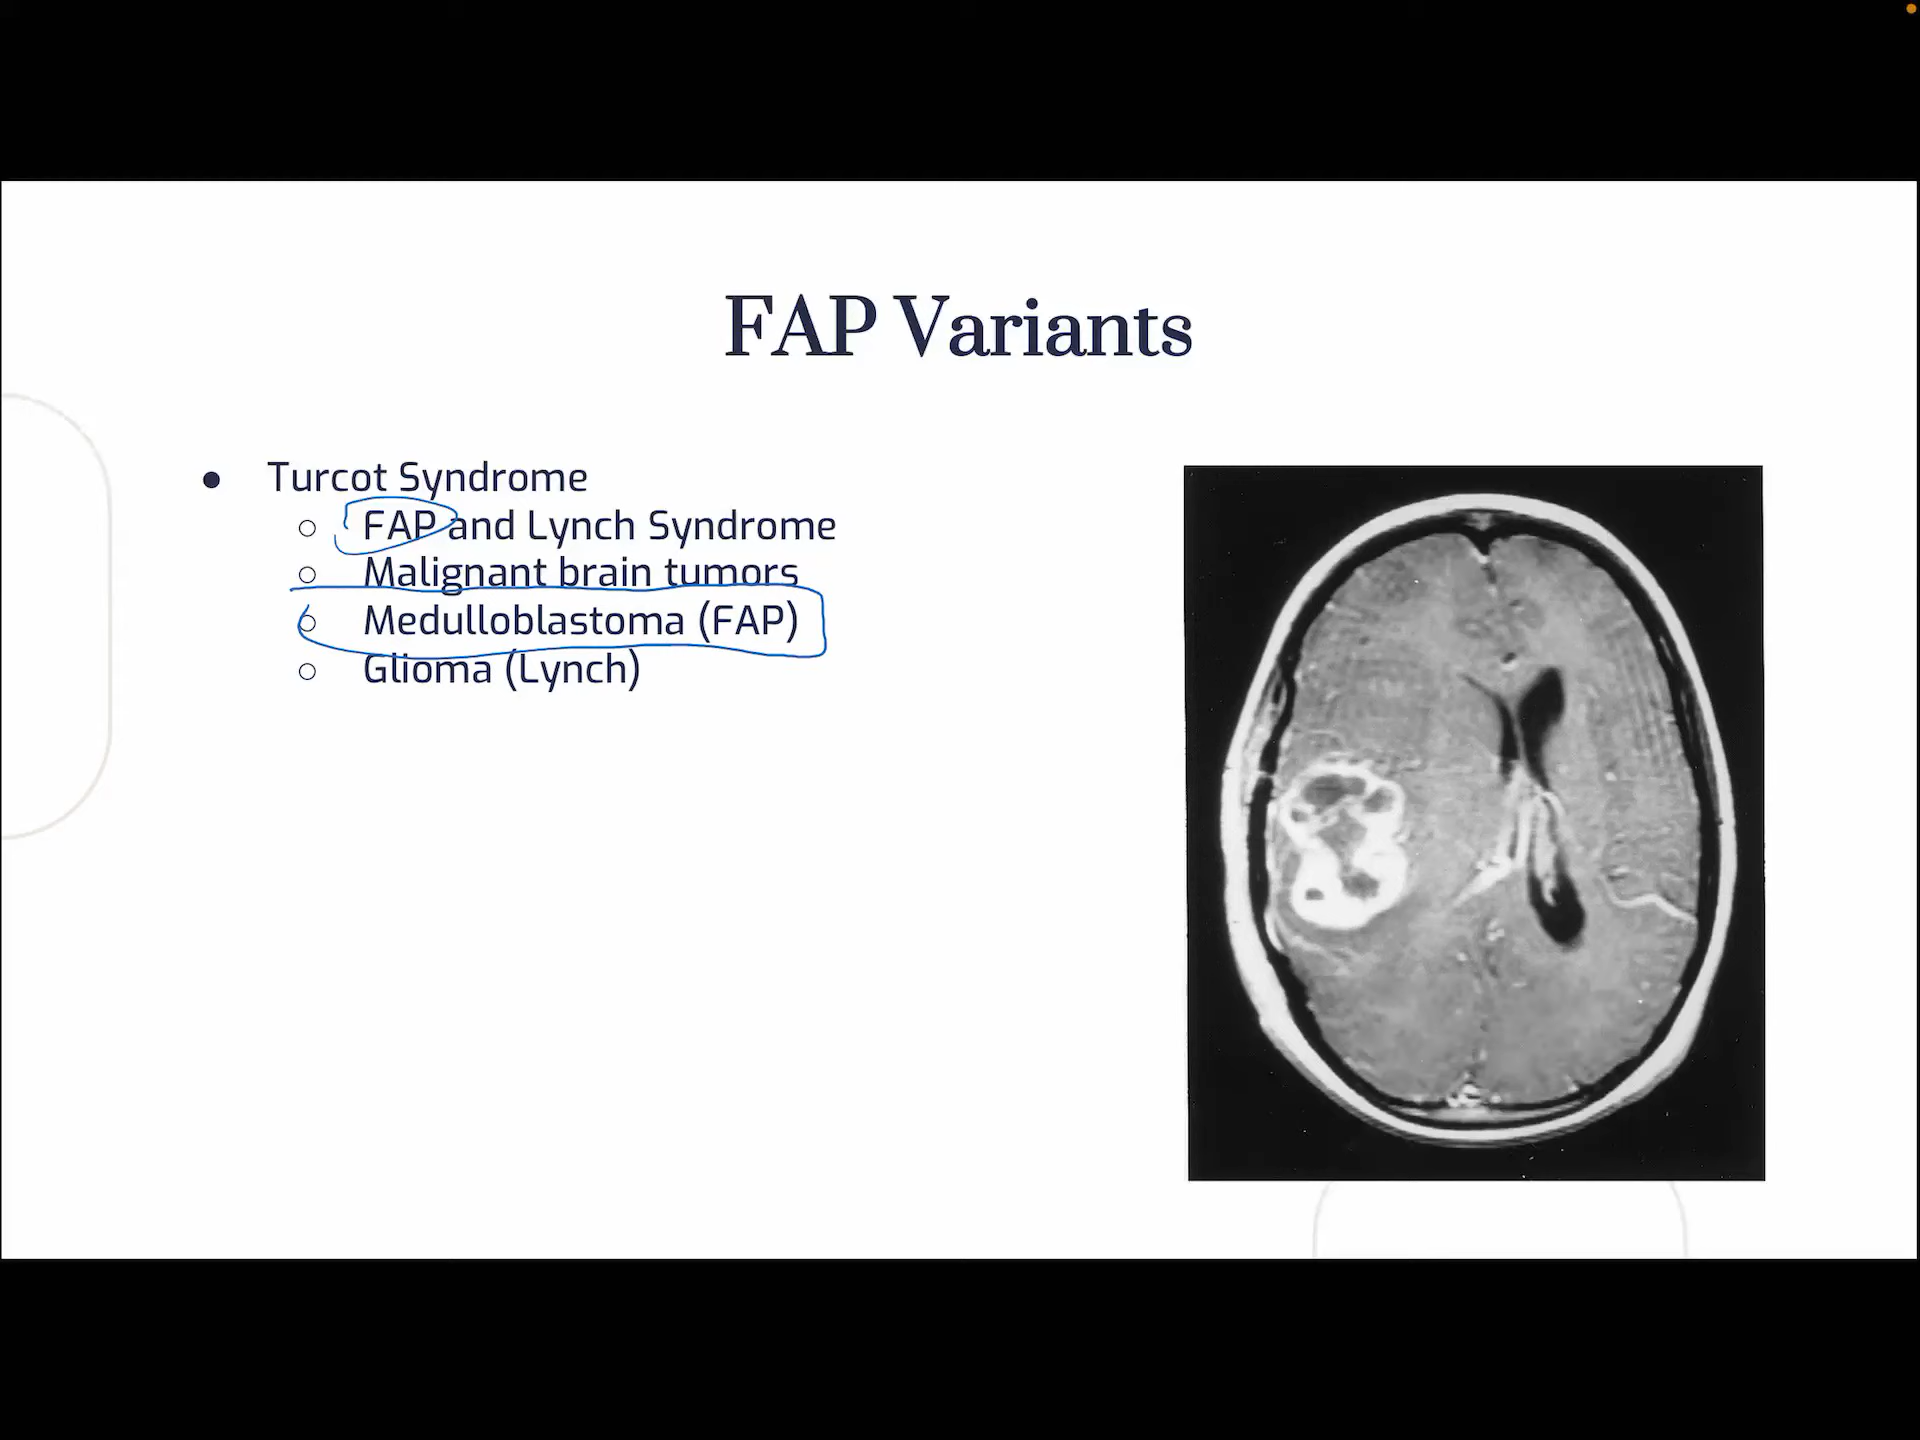 FAP Variants
● Turcot Syndrome
○ FAP and Lynch Syndrome
○ Malignant brain tumors
○ Medulloblastoma (FAP)
○ Glioma (Lynch)